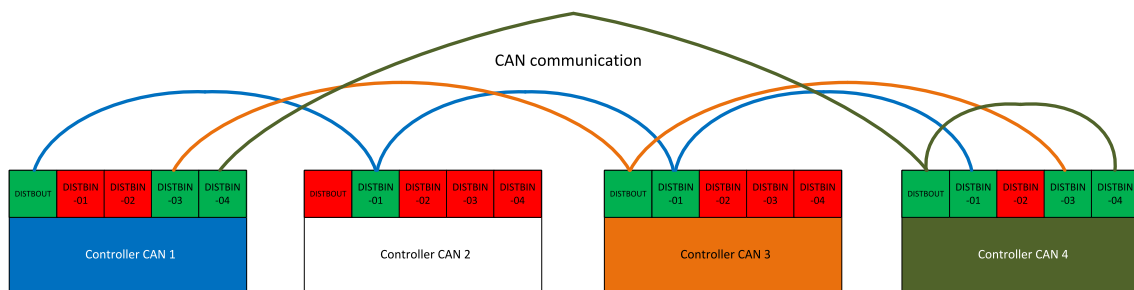 CAN communication
DISTBOUT
DISTBIN
-01
DISTBIN
-02
DISTBIN
-03
DISTBIN
-04
Controller CAN 1
DISTBOUT
DISTBIN
-01
DISTBIN
-02
DISTBIN
-03
DISTBIN
-04
Controller CAN 2
DISTBOUT
DISTBIN
-01
DISTBIN
-02
DISTBIN
-03
DISTBIN
-04
Controller CAN 3
DISTBOUT
DISTBIN
-01
DISTBIN
-02
DISTBIN
-03
DISTBIN
-04
Controller CAN 4